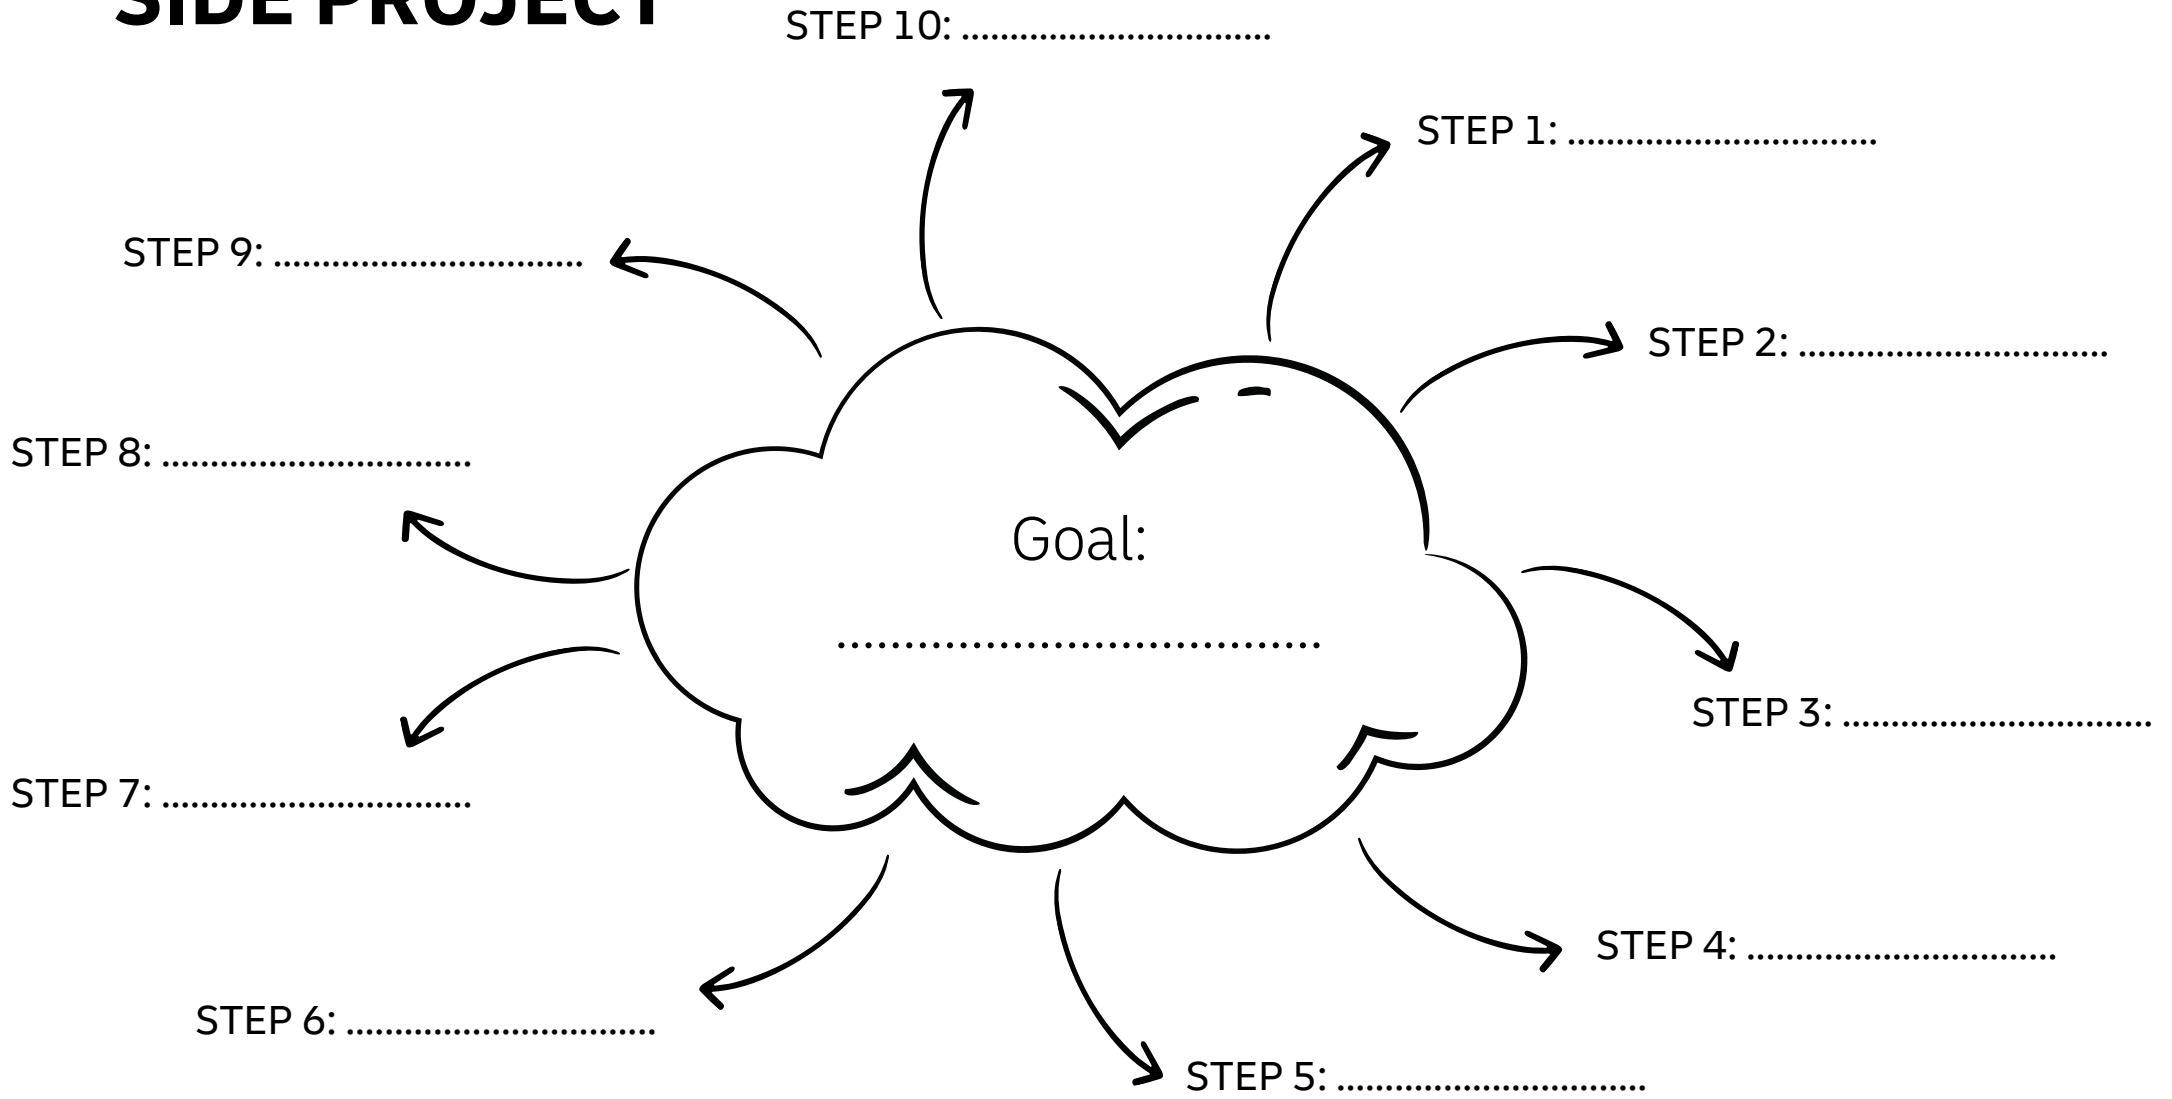 SIDE PROJECT
STEP 10: ................................
STEP 1: ................................
STEP 9: ................................
STEP 2: ................................
STEP 8: ................................
Goal:
....................................
STEP 3: ................................
STEP 7: ................................
STEP 4: ................................
STEP 6: ................................
STEP 5: ................................